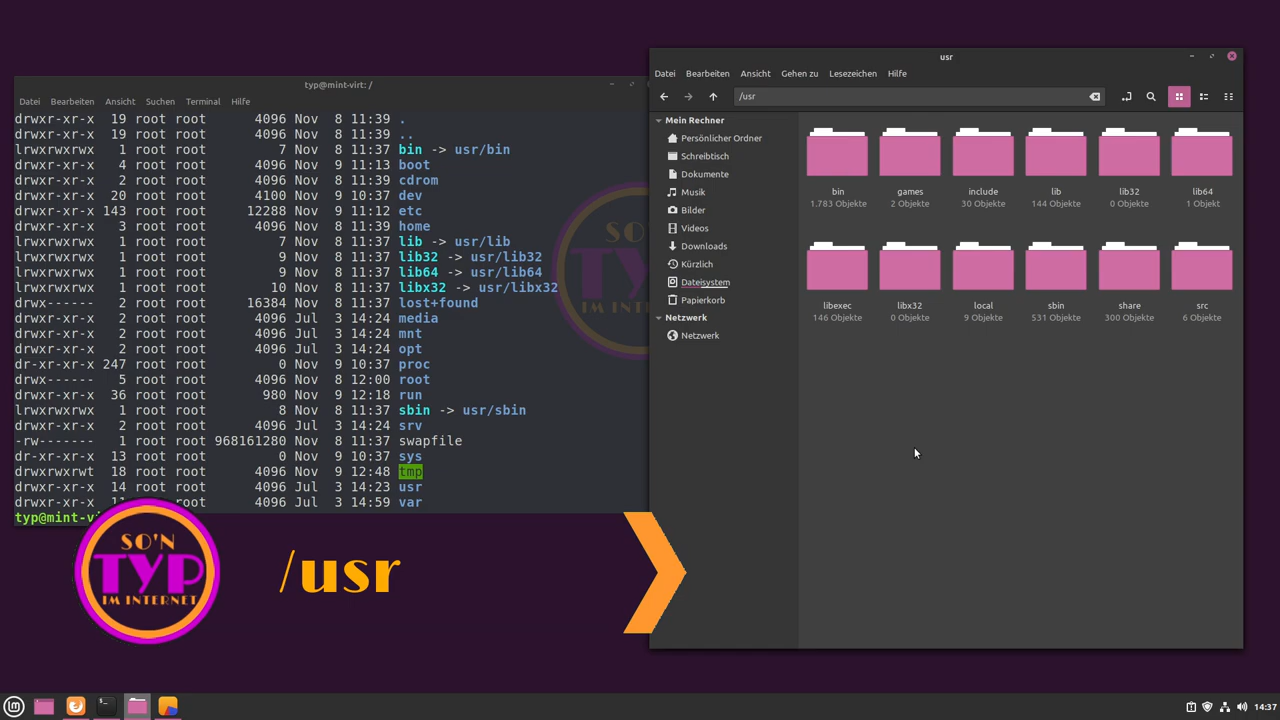 typ@mint-virt: /
Datei Bearbeiten Ansicht Suchen Terminal Hilfe
drwxr-xr-x 19 root root 4096 Nov 8 11:39 .
drwxr-xr-x 19 root root 4096 Nov 8 11:39 ..
lrwxrwxrwx 1 root root 7 Nov 8 11:37 bin -> usr/bin
drwxr-xr-x 4 root root 4096 Nov 9 11:13 boot
drwxrwxr-x 2 root root 4096 Nov 8 11:39 cdrom
drwxr-xr-x 20 root root 4100 Nov 9 10:37 dev
drwxr-xr-x 143 root root 12288 Nov 9 11:12 etc
drwxr-xr-x 3 root root 4096 Nov 8 11:39 home
lrwxrwxrwx 1 root root 7 Nov 8 11:37 lib -> usr/lib
lrwxrwxrwx 1 root root 9 Nov 8 11:37 lib32 -> usr/lib32
lrwxrwxrwx 1 root root 9 Nov 8 11:37 lib64 -> usr/lib64
lrwxrwxrwx 1 root root 10 Nov 8 11:37 libx32 -> usr/libx32
drwx------ 2 root root 16384 Nov 8 11:37 lost+found
drwxr-xr-x 2 root root 4096 Jul 3 14:24 media
drwxr-xr-x 2 root root 4096 Jul 3 14:24 mnt
drwxr-xr-x 2 root root 4096 Jul 3 14:24 opt
dr-xr-xr-x 247 root root 0 Nov 9 10:37 proc
drwx------ 5 root root 4096 Nov 8 12:00 root
drwxr-xr-x 36 root root 980 Nov 9 12:18 run
lrwxrwxrwx 1 root root 8 Nov 8 11:37 sbin -> usr/sbin
drwxr-xr-x 2 root root 4096 Jul 3 14:24 srv
-rw------- 1 root root 968161280 Nov 8 11:37 swapfile
dr-xr-xr-x 13 root root 0 Nov 9 10:37 sys
drwxrwxrwt 18 root root 4096 Nov 9 12:48 tmp
drwxr-xr-x 14 root root 4096 Jul 3 14:23 usr
drwxr-xr-x 11 root root 4096 Jul 3 14:59 var
SO'N
TYP
IM INTERNET
/usr
usr
Datei Bearbeiten Ansicht Gehen zu Lesezeichen Hilfe
/usr
Mein Rechner
Persönlicher Ordner
Schreibtisch
Dokumente
Musik
Bilder
Videos
Downloads
Kürzlich
Dateisystem
Papierkorb
Netzwerk
Netzwerk
bin games include lib lib32 lib64
1.783 Objekte 2 Objekte 30 Objekte 144 Objekte 0 Objekte 1 Objekt
libexec libx32 local sbin share src
146 Objekte 0 Objekte 9 Objekte 531 Objekte 300 Objekte 6 Objekte
14:37